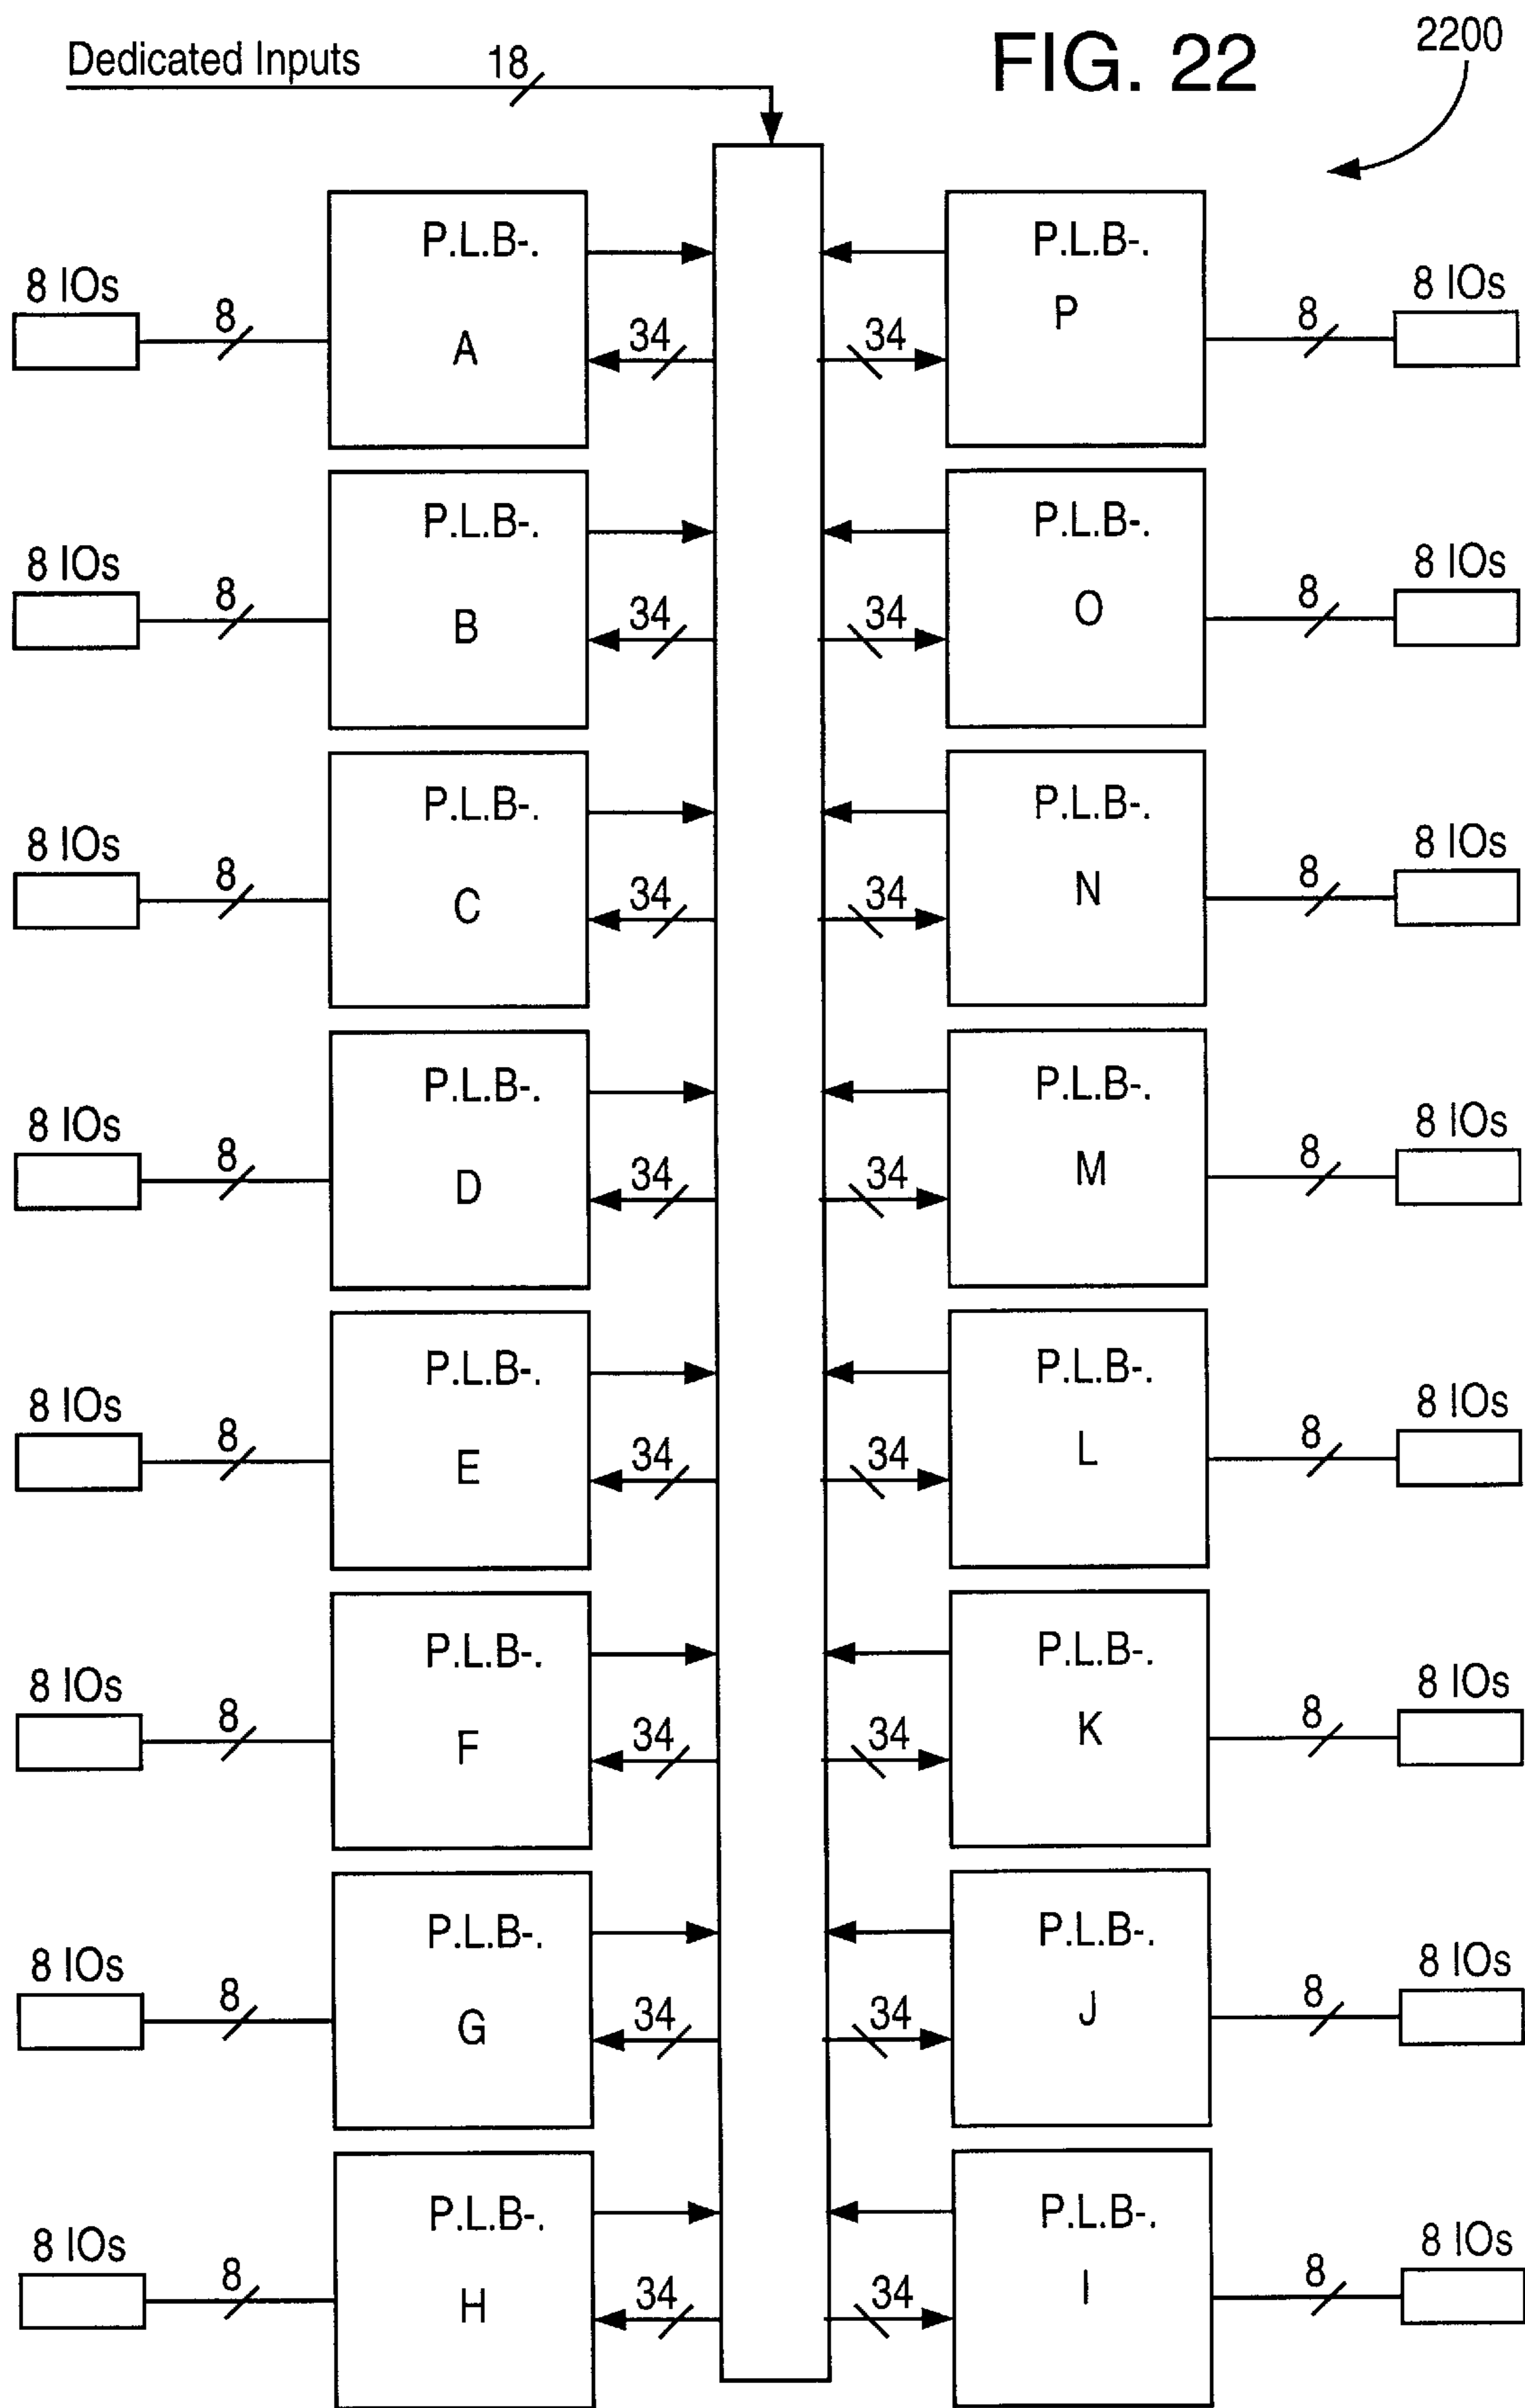 FIG. 22
2200
Dedicated Inputs 18
P.L.B-. P.L.B-.
8 IOs 8 A 34 34 P 8 8 IOs
P.L.B-. P.L.B-.
8 IOs 8 B 34 34 O 8 8 IOs
P.L.B-. P.L.B-.
8 IOs 8 C 34 34 N 8 8 IOs
P.L.B-. P.L.B-.
8 IOs 8 D 34 34 M 8 8 IOs
P.L.B-. P.L.B-.
8 IOs 8 E 34 34 L 8 8 IOs
P.L.B-. P.L.B-.
8 IOs 8 F 34 34 K 8 8 IOs
P.L.B-. P.L.B-.
8 IOs 8 G 34 34 J 8 8 IOs
P.L.B-. P.L.B-.
8 IOs 8 H 34 34 I 8 8 IOs